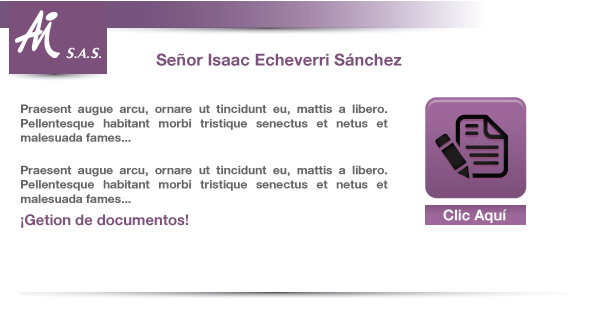 Ai S.A.S.
Señor Isaac Echeverri Sánchez
Praesent augue arcu, ornare ut tincidunt eu, mattis a libero.
Pellentesque habitant morbi tristique senectus et netus et
malesuada fames...
Praesent augue arcu, ornare ut tincidunt eu, mattis a libero.
Pellentesque habitant morbi tristique senectus et netus et
malesuada fames...
¡Getion de documentos!
Clic Aquí